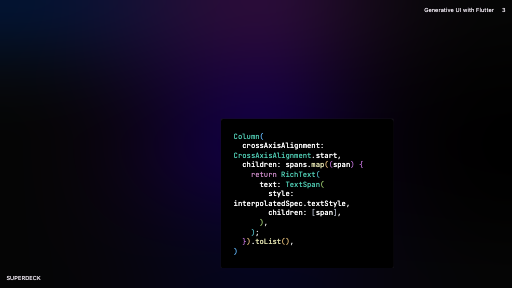 Generative UI with Flutter 3
Column(
  crossAxisAlignment:
CrossAxisAlignment.start,
  children: spans.map((span) {
    return RichText(
      text: TextSpan(
        style:
interpolatedSpec.textStyle,
        children: [span],
      ),
    );
  }).toList(),
)
SUPERDECK